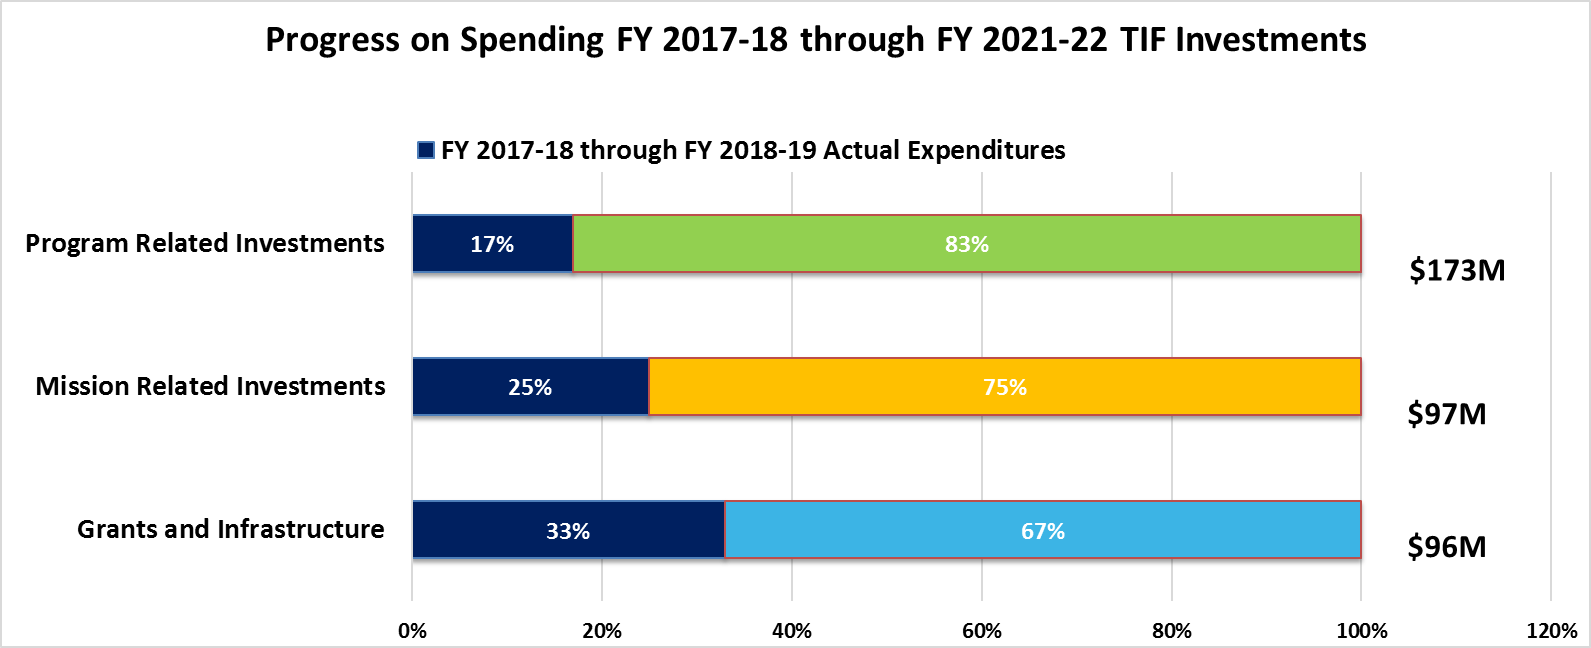 Progress on Spending FY 2017-18 through FY 2021-22 TIF Investments
FY 2017-18 through FY 2018-19 Actual Expenditures
Program Related Investments
17%
83%
$173M
Mission Related Investments
25%
75%
$97M
Grants and Infrastructure
33%
67%
$96M
0%
20%
40%
60%
80%
100%
120%